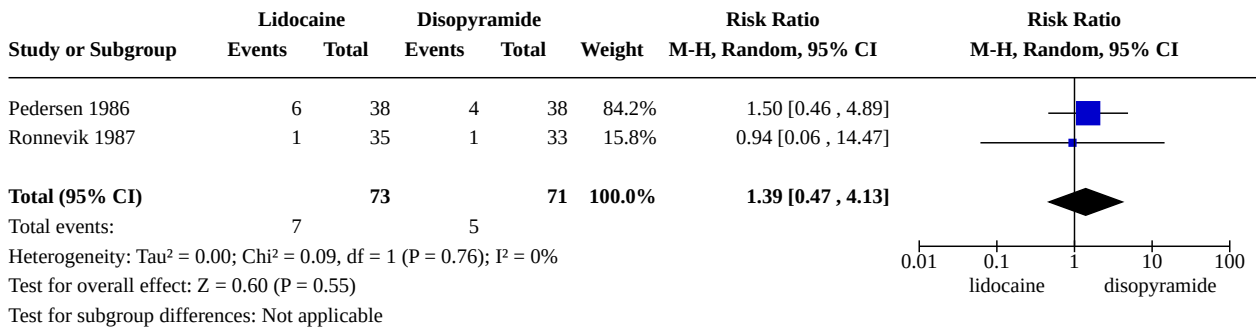 Lidocaine Disopyramide Risk Ratio Risk Ratio
Study or Subgroup Events Total Events Total Weight M-H, Random, 95% CI M-H, Random, 95% CI
Pedersen 1986 6 38 4 38 84.2% 1.50 [0.46 , 4.89]
Ronnevik 1987 1 35 1 33 15.8% 0.94 [0.06 , 14.47]
Total (95% CI) 73 71 100.0% 1.39 [0.47 , 4.13]
Total events: 7 5
Heterogeneity: Tau² = 0.00; Chi² = 0.09, df = 1 (P = 0.76); I² = 0%
Test for overall effect: Z = 0.60 (P = 0.55)
Test for subgroup differences: Not applicable
0.01 0.1 1 10 100
lidocaine disopyramide